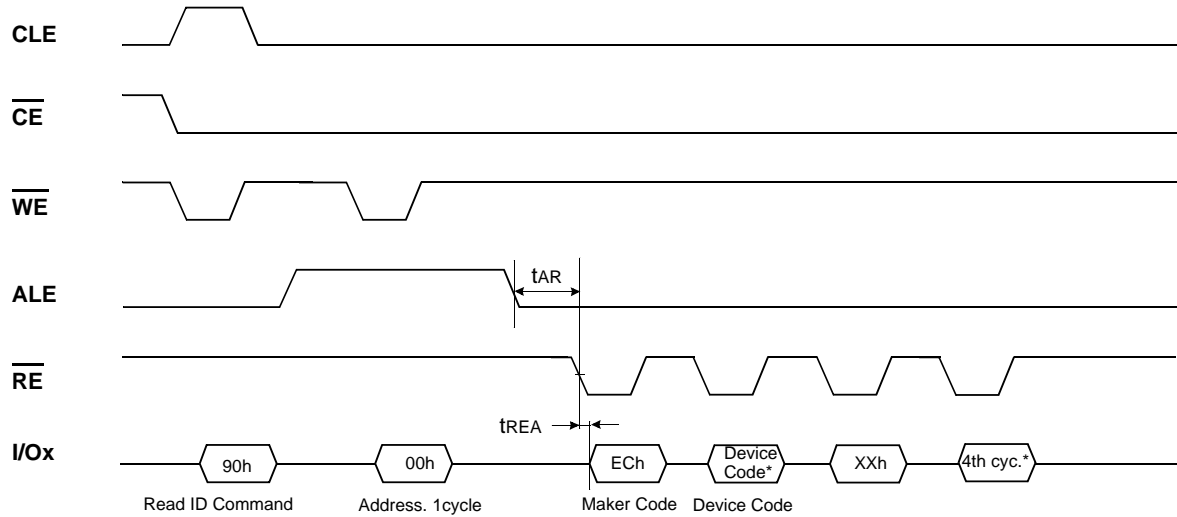 CLE
CE
WE
ALE
tAR
RE
tREA
I/Ox
90h
00h
ECh
Device
Code*
XXh
4th cyc.*
Read ID Command
Address. 1cycle
Maker Code
Device Code